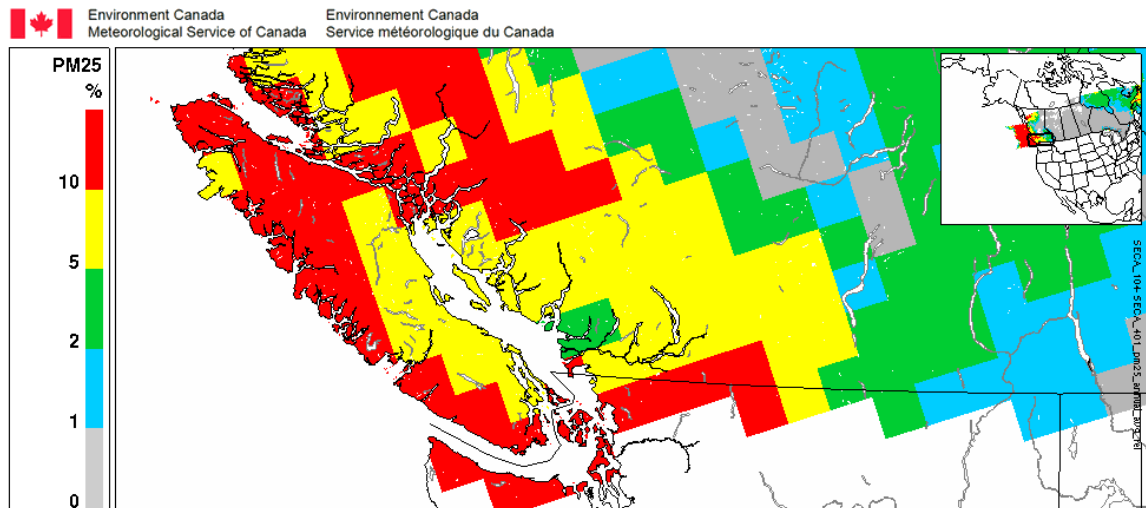 Environment Canada
Meteorological Service of Canada
Environnement Canada
Service météorologique du Canada
PM25
%
10
5
2
1
0